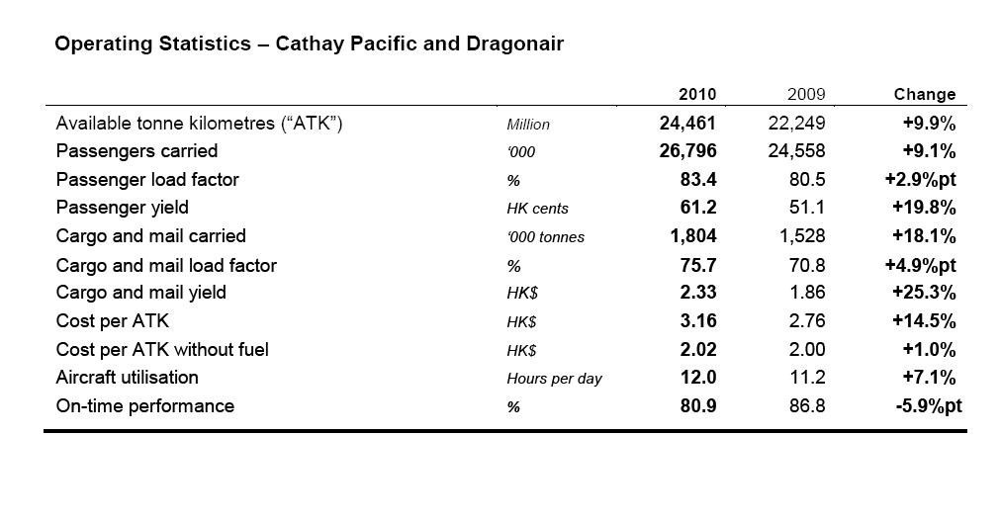 Operating Statistics – Cathay Pacific and Dragonair
2010 2009 Change
Available tonne kilometres (“ATK”) Million 24,461 22,249 +9.9%
Passengers carried ‘000 26,796 24,558 +9.1%
Passenger load factor % 83.4 80.5 +2.9%pt
Passenger yield HK cents 61.2 51.1 +19.8%
Cargo and mail carried ‘000 tonnes 1,804 1,528 +18.1%
Cargo and mail load factor % 75.7 70.8 +4.9%pt
Cargo and mail yield HK$ 2.33 1.86 +25.3%
Cost per ATK HK$ 3.16 2.76 +14.5%
Cost per ATK without fuel HK$ 2.02 2.00 +1.0%
Aircraft utilisation Hours per day 12.0 11.2 +7.1%
On-time performance % 80.9 86.8 -5.9%pt